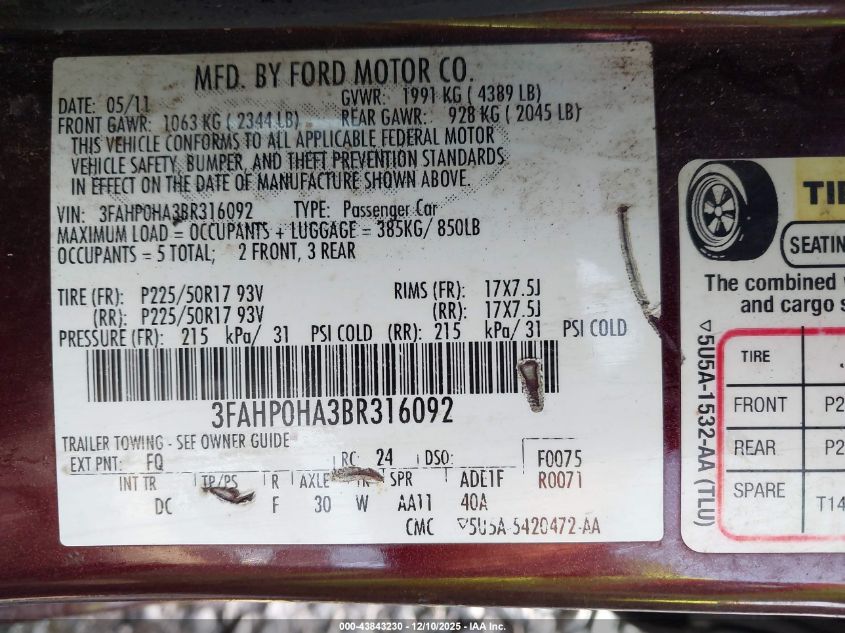 MFD. BY FORD MOTOR CO.
DATE: 05/11 GVWR: 1991 KG ( 4389 LB)
FRONT GAWR: 1063 KG ( 2344 LB) REAR GAWR: 928 KG ( 2045 LB)
THIS VEHICLE CONFORMS TO ALL APPLICABLE FEDERAL MOTOR
VEHICLE SAFETY, BUMPER, AND THEFT PREVENTION STANDARDS
IN EFFECT ON THE DATE OF MANUFACTURE SHOWN ABOVE.
VIN: 3FAHP0HA3BR316092 TYPE: Passenger Car
MAXIMUM LOAD = OCCUPANTS + LUGGAGE = 385KG/ 850LB
OCCUPANTS = 5 TOTAL; 2 FRONT, 3 REAR
TIRE (FR): P225/50R17 93V RIMS (FR): 17X7.5J
(RR): P225/50R17 93V (RR): 17X7.5J
PRESSURE (FR): 215 kPa/ 31 PSI COLD (RR): 215 kPa/ 31 PSI COLD
3FAHP0HA3BR316092
TRAILER TOWING - SEE OWNER GUIDE
EXT PNT: FQ RC: 24 DSO: F0075
R0071
INT TR TP/PS R AXLE TR SPR ADE1F
DC F 30 W AA11 40A
CMC ▽5U5A-5420472-AA
TI
SEATIN
The combined
and cargo s
TIRE
FRONT P2
REAR P2
SPARE T14
▽5U5A-1532-AA (TLU)
000-43843230 - 12/10/2025 - IAA Inc.